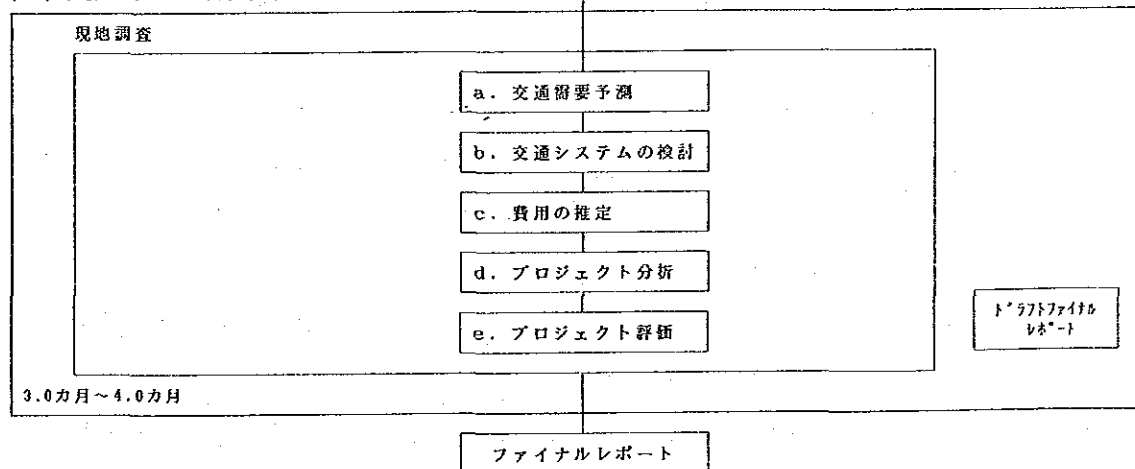 現地調査
a. 交通需要予測
b. 交通システムの検討
c. 費用の推定
d. プロジェクト分析
e. プロジェクト評価
ﾄﾞﾗﾌﾄﾌｧｲﾅﾙ
ﾚﾎﾟｰﾄ
3.0カ月~4.0カ月
ファイナルレポート